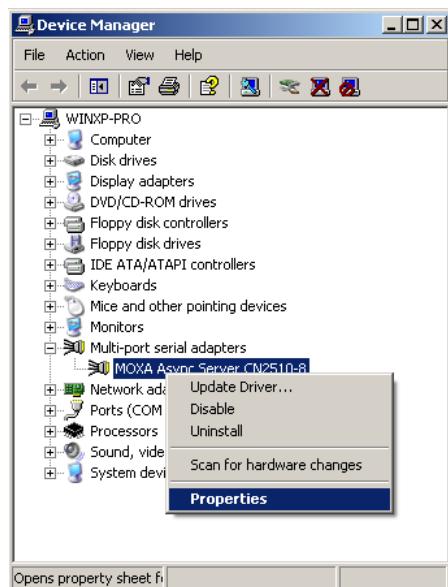 Device Manager
File Action View Help
WINXP-PRO
Computer
Disk drives
Display adapters
DVD/CD-ROM drives
Floppy disk controllers
Floppy disk drives
IDE ATA/ATAPI controllers
Keyboards
Mice and other pointing devices
Monitors
Multi-port serial adapters
MOXA Async Server CN2510-8
Network ada
Update Driver...
Ports (COM
Disable
Processors
Uninstall
Sound, vide
Scan for hardware changes
System devi
Properties
Opens property sheet f